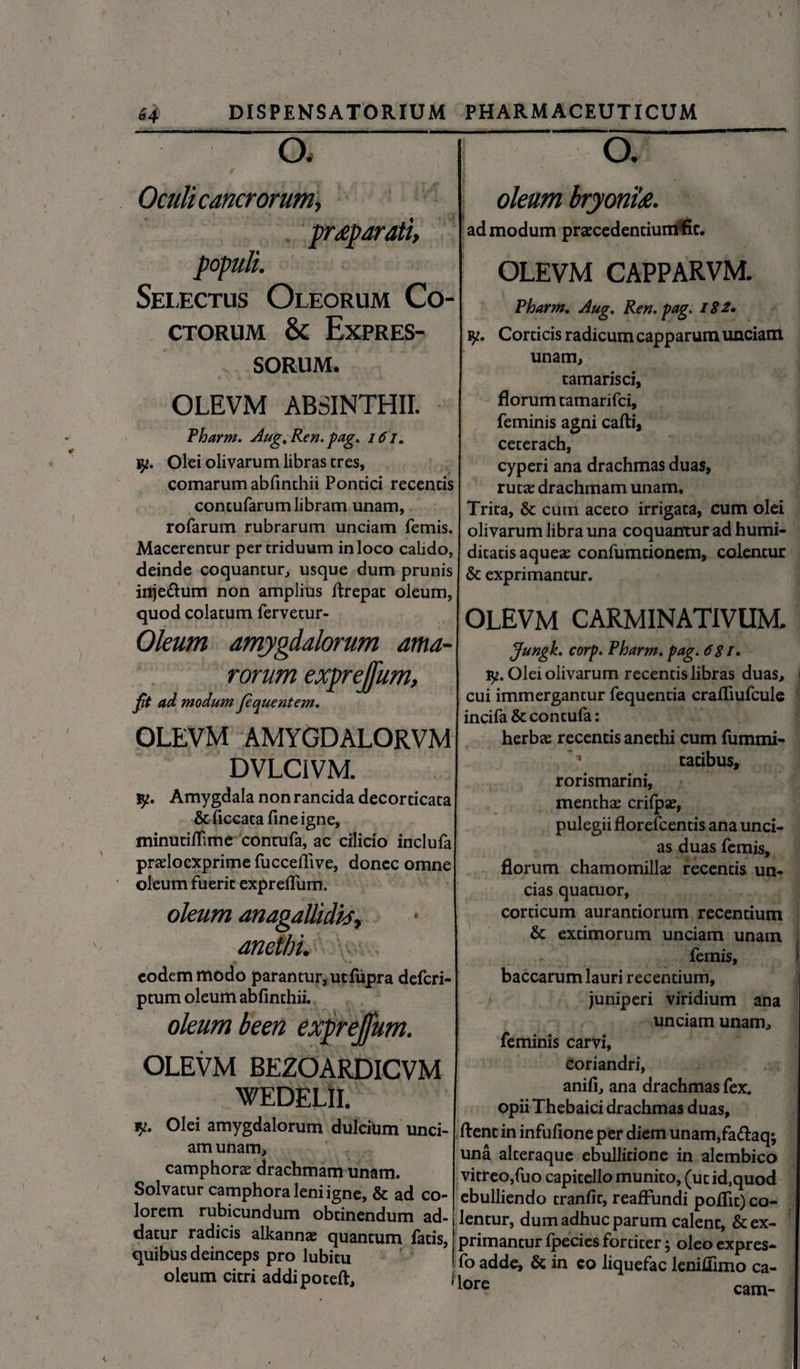 64 DISPENSATORIUM PHARMACEUTICUM
O.
Oculi cancrorum,
præparati,
populi.
Selectus Oleorum Co-
ctorum & Expres-
sorum.
OLEVM ABSINTHII.
Pharm. Aug. Ren. pag. 161.
℞. Olei olivarum libras tres,
comarum abſinthii Pontici recentis
contuſarum libram unam,
roſarum rubrarum unciam ſemis.
Macerentur per triduum in loco calido,
deinde coquantur, usque dum prunis
injectum non amplius ſtrepat oleum,
quod colatum ſervetur-
Oleum amygdalorum ama-
rorum expreſſum,
fit ad modum ſequentem.
OLEVM AMYGDALORVM
DVLCIVM.
℞. Amygdala non rancida decorticata
& ſiccata ſine igne,
minutiſſime contuſa, ac cilicio incluſa
præloexprime ſucceſſive, donec omne
oleum fuerit expreſſum.
oleum anagallidis,
anethi.
eodem modo parantur, ut ſupra deſcri-
ptum oleum abſinthii.
oleum been expreſſum.
OLEVM BEZOARDICVM
WEDELII.
℞. Olei amygdalorum dulcium unci-
am unam,
camphoræ drachmam unam.
Solvatur camphora leni igne, & ad co-
lorem rubicundum obtinendum ad-
datur radicis alkannæ quantum ſatis,
quibus deinceps pro lubitu
oleum citri addi poteſt,
O.
oleum bryoniæ.
ad modum præcedentium fit.
OLEVM CAPPARVM.
Pharm. Aug. Ren. pag. 182.
℞. Corticis radicum capparum unciam
unam,
tamarisci,
florum tamariſci,
ſeminis agni caſti,
ceterach,
cyperi ana drachmas duas,
rutæ drachmam unam.
Trita, & cum aceto irrigata, cum olei
olivarum libra una coquantur ad humi-
ditatis aqueæ conſumtionem, colentur
& exprimantur.
OLEVM CARMINATIVUM.
Jungk. corp. Pharm. pag. 681.
℞. Olei olivarum recentis libras duas,
cui immergantur ſequentia craſſiuſcule
inciſa & contuſa:
herbæ recentis anethi cum ſummi-
tatibus,
rorismarini,
menthæ criſpæ,
pulegii floreſcentis ana unci-
as duas ſemis,
florum chamomillæ recentis un-
cias quatuor,
corticum aurantiorum recentium
& extimorum unciam unam
ſemis,
baccarum lauri recentium,
juniperi viridium ana
unciam unam,
ſeminis carvi,
coriandri,
aniſi, ana drachmas ſex.
opii Thebaici drachmas duas,
ſtent in infuſione per diem unam, factaq;
unâ alteraque ebullitione in alembico
vitreo, ſuo capitello munito, (ut id, quod
ebulliendo tranſit, reaffundi poſſit) co-
lentur, dum adhuc parum calent, & ex-
primantur ſpecies fortiter; oleo expres-
ſo adde, & in eo liquefac leniſſimo ca-
lore
cam-